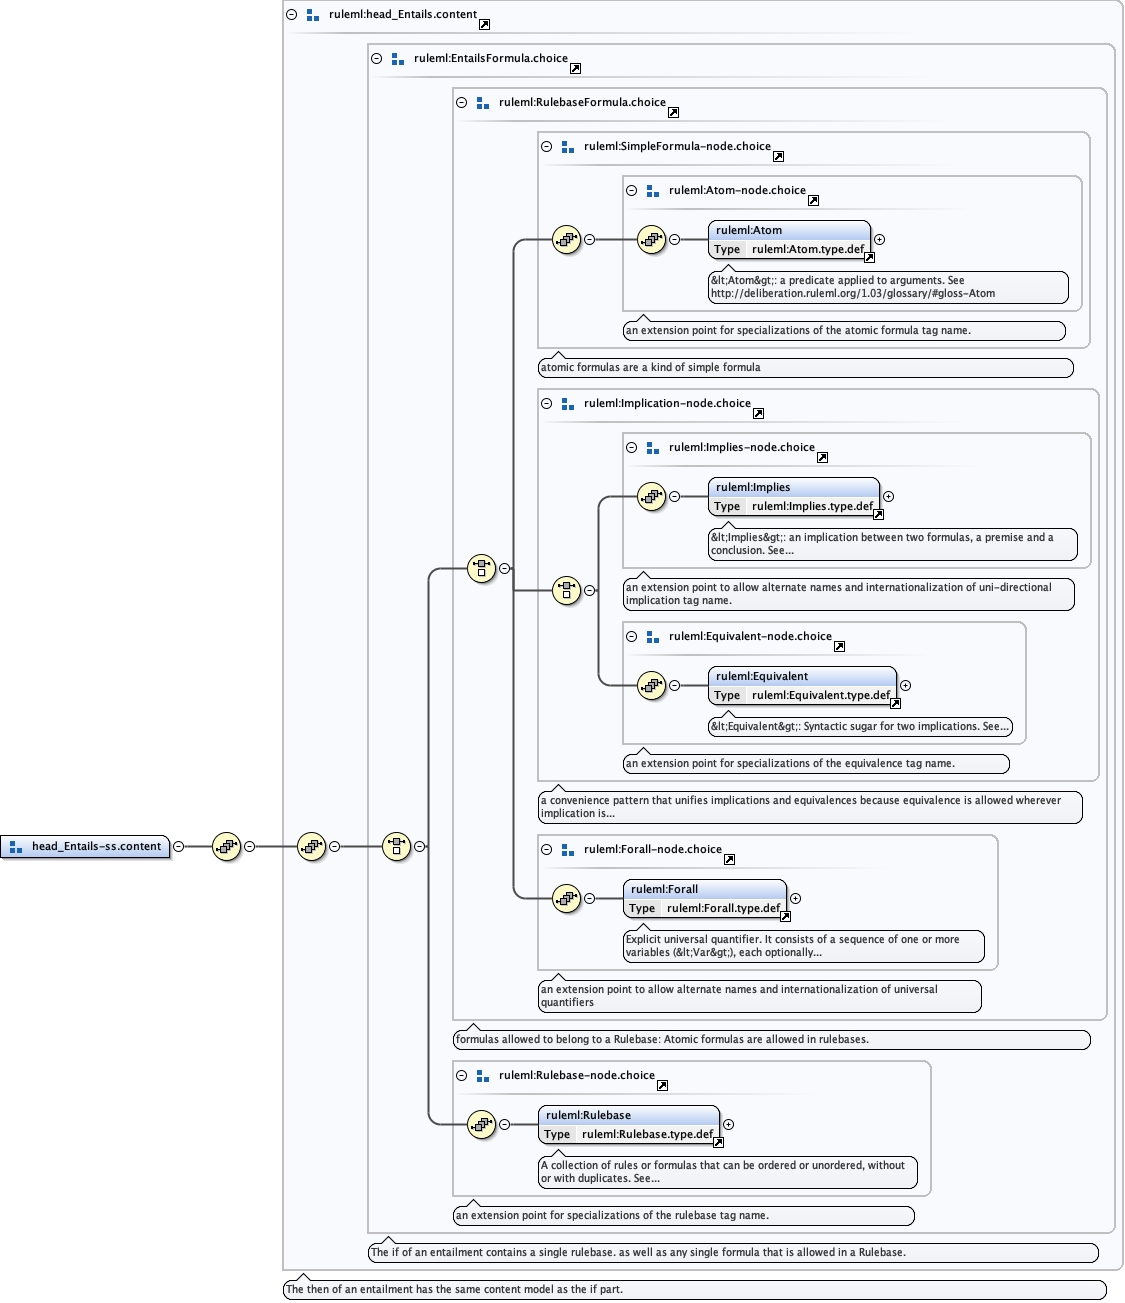 ruleml:head_Entails.content
ruleml:EntailsFormula.choice
ruleml:RulebaseFormula.choice
ruleml:SimpleFormula-node.choice
ruleml:Atom-node.choice
ruleml:Atom
Type ruleml:Atom.type.def
&lt;Atom&gt;: a predicate applied to arguments. See
http://deliberation.ruleml.org/1.03/glossary/#gloss-Atom
an extension point for specializations of the atomic formula tag name.
atomic formulas are a kind of simple formula
ruleml:Implication-node.choice
ruleml:Implies-node.choice
ruleml:Implies
Type ruleml:Implies.type.def
&lt;Implies&gt;: an implication between two formulas, a premise and a
conclusion. See...
an extension point to allow alternate names and internationalization of uni-directional
implication tag name.
ruleml:Equivalent-node.choice
ruleml:Equivalent
Type ruleml:Equivalent.type.def
&lt;Equivalent&gt;: Syntactic sugar for two implications. See...
an extension point for specializations of the equivalence tag name.
a convenience pattern that unifies implications and equivalences because equivalence is allowed wherever
implication is...
head_Entails-ss.content
ruleml:Forall-node.choice
ruleml:Forall
Type ruleml:Forall.type.def
Explicit universal quantifier. It consists of a sequence of one or more
variables (&lt;Var&gt;), each optionally...
an extension point to allow alternate names and internationalization of universal
quantifiers
formulas allowed to belong to a Rulebase: Atomic formulas are allowed in rulebases.
ruleml:Rulebase-node.choice
ruleml:Rulebase
Type ruleml:Rulebase.type.def
A collection of rules or formulas that can be ordered or unordered, without
or with duplicates. See...
an extension point for specializations of the rulebase tag name.
The if of an entailment contains a single rulebase. as well as any single formula that is allowed in a Rulebase.
The then of an entailment has the same content model as the if part.